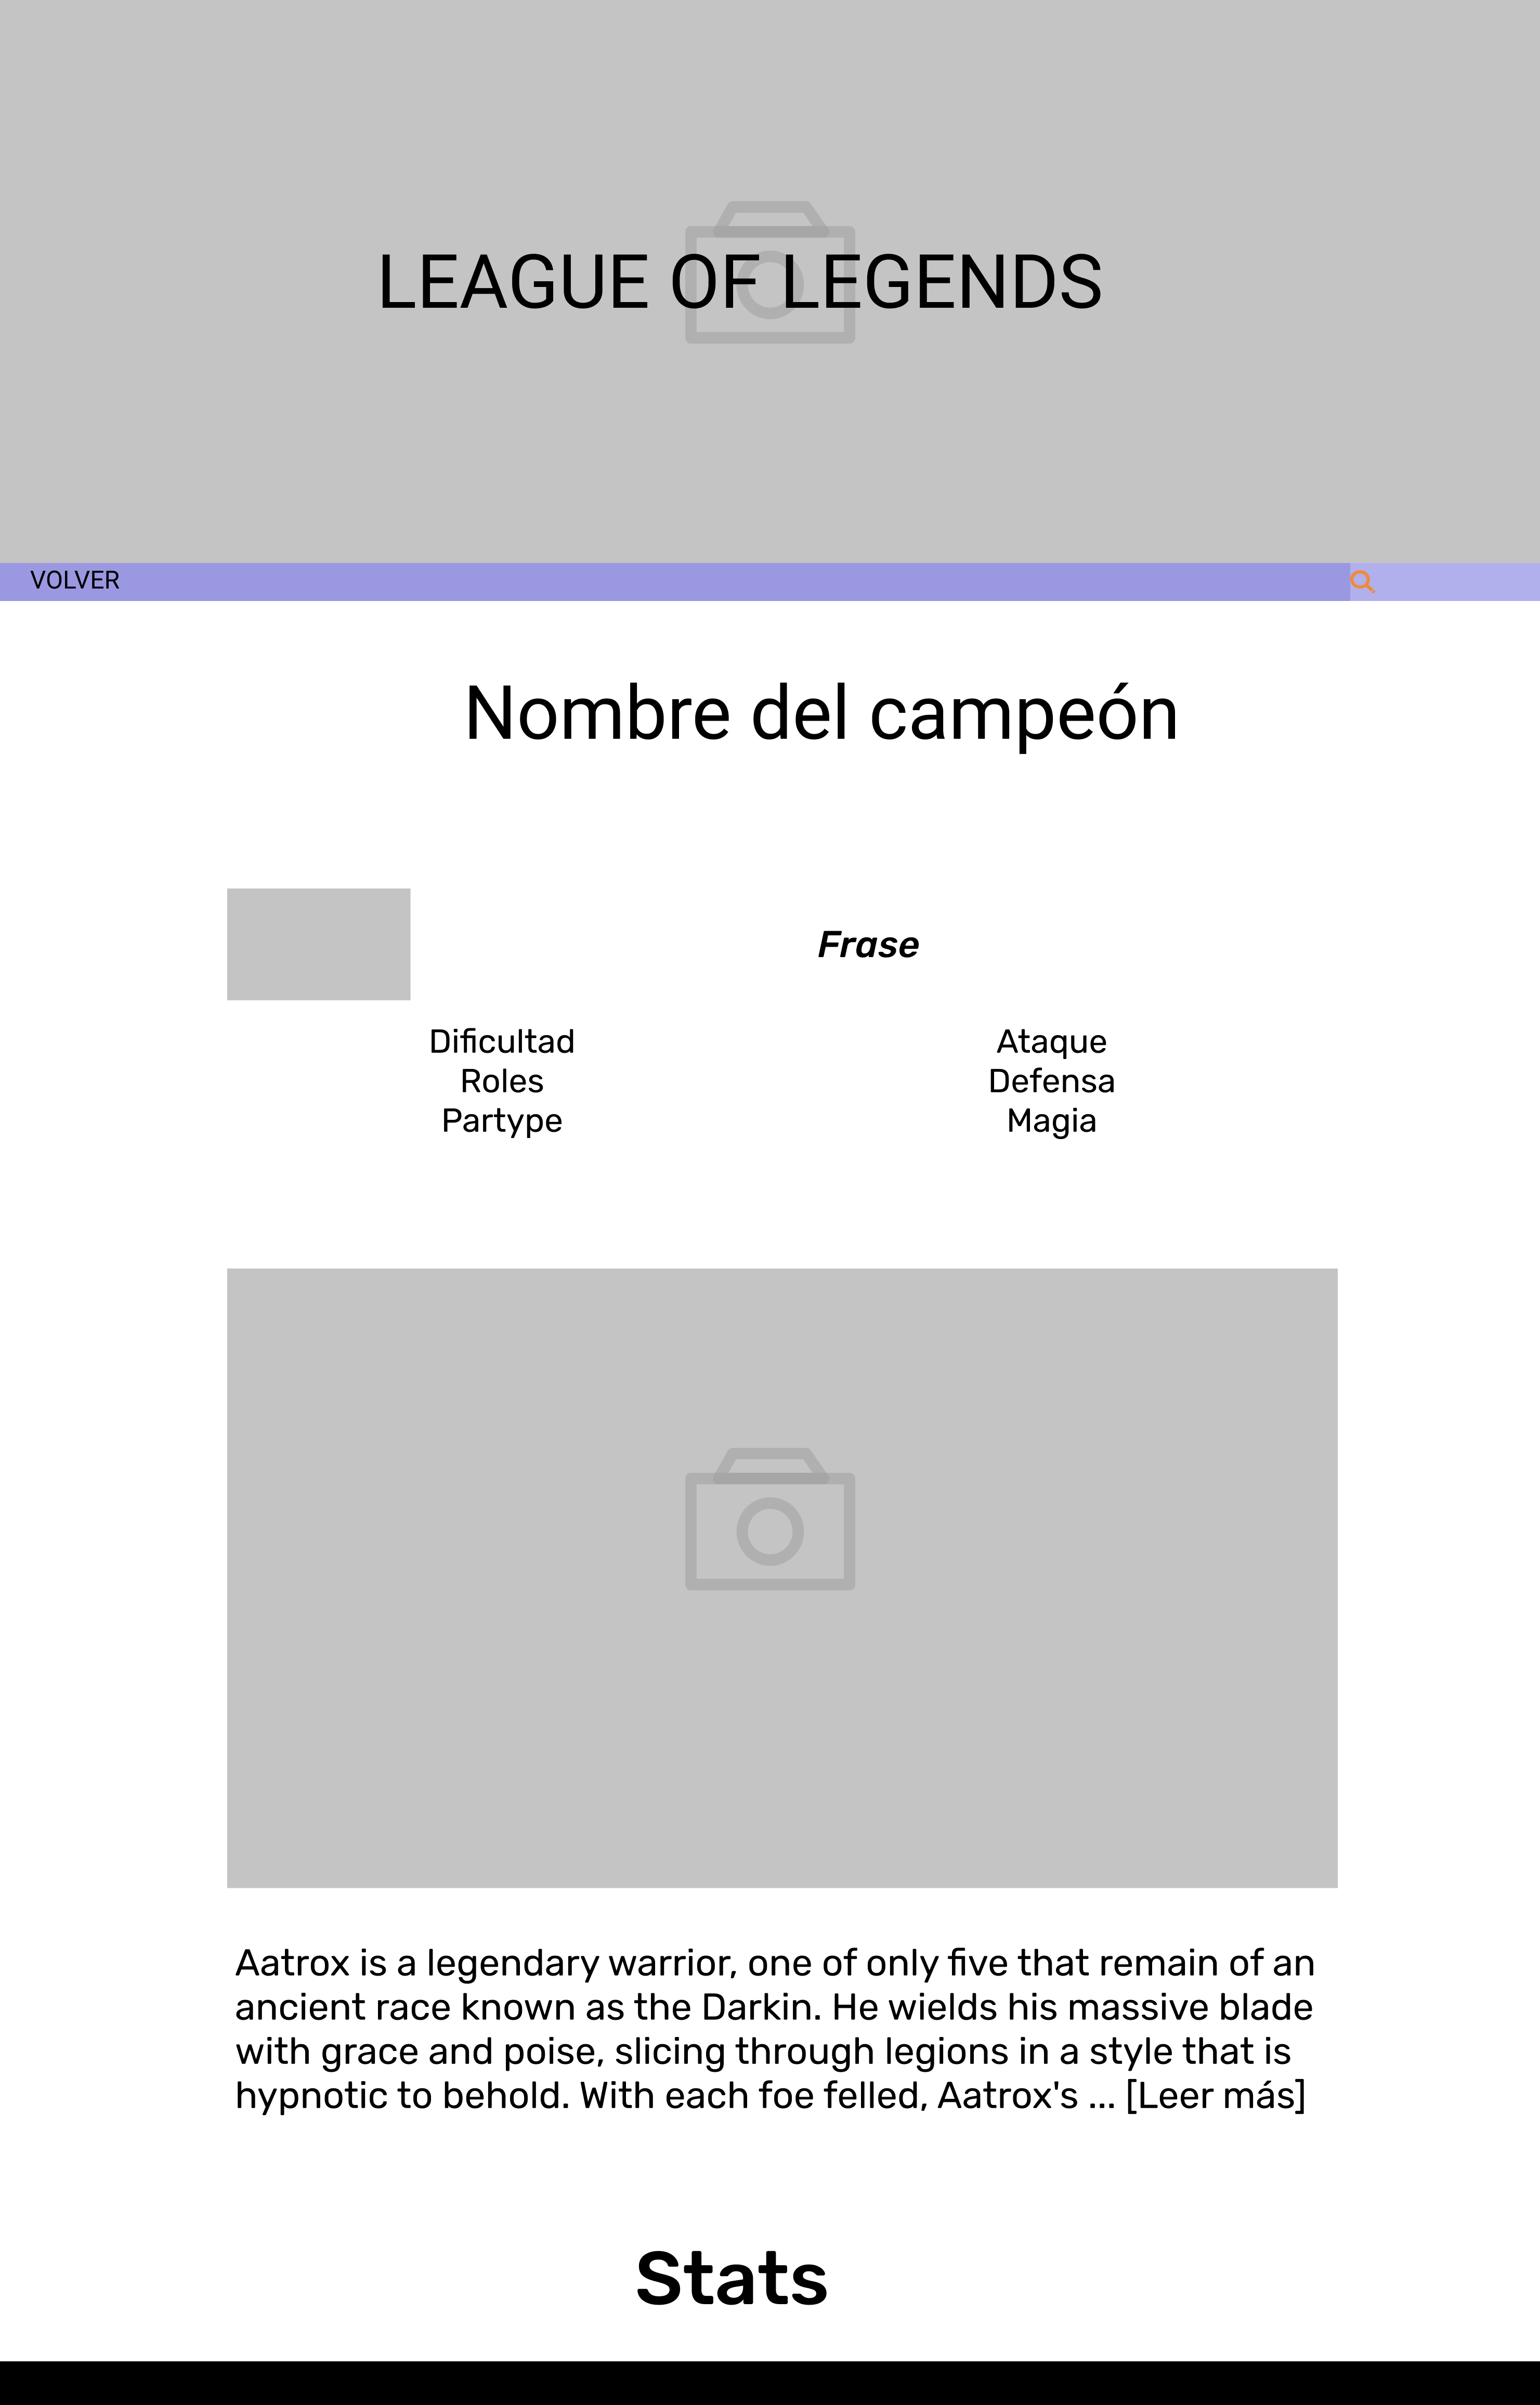 LEAGUE OF LEGENDS
VOLVER
Nombre del campeón
Frase
Dificultad
Roles
Partype
Ataque
Defensa
Magia
Aatrox is a legendary warrior, one of only five that remain of an
ancient race known as the Darkin. He wields his massive blade
with grace and poise, slicing through legions in a style that is
hypnotic to behold. With each foe felled, Aatrox's ... [Leer más]
Stats